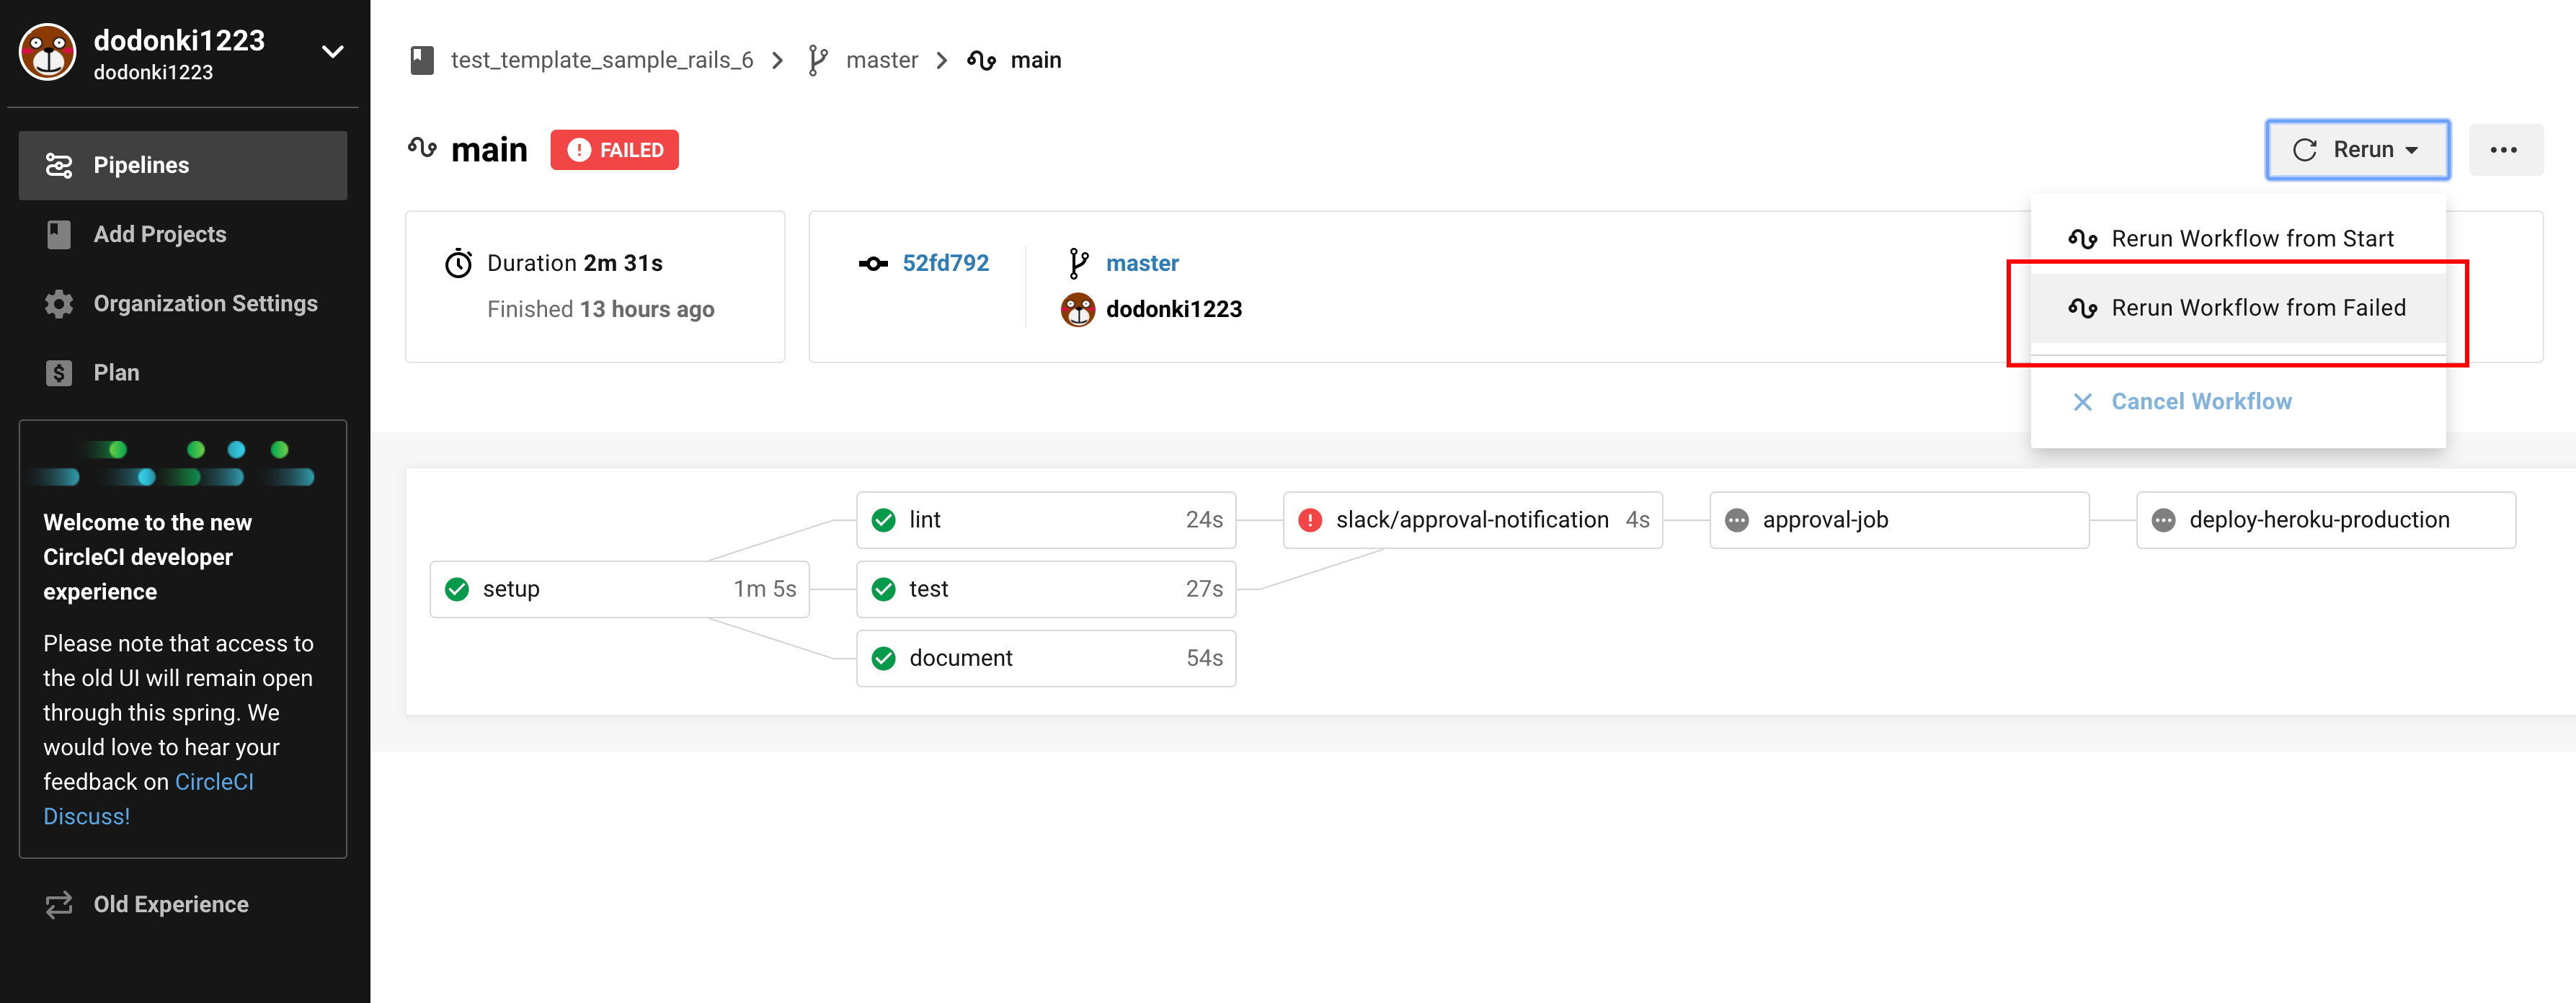 dodonki1223
dodonki1223
Pipelines
Add Projects
Organization Settings
Plan
Welcome to the new
CircleCI developer
experience
Please note that access to
the old UI will remain open
through this spring. We
would love to hear your
feedback on CircleCI
Discuss!
Old Experience
test_template_sample_rails_6 > master > main
main FAILED
Rerun
Rerun Workflow from Start
Rerun Workflow from Failed
Cancel Workflow
Duration 2m 31s
Finished 13 hours ago
52fd792
master
dodonki1223
setup 1m 5s
lint 24s
test 27s
document 54s
slack/approval-notification 4s
approval-job
deploy-heroku-production